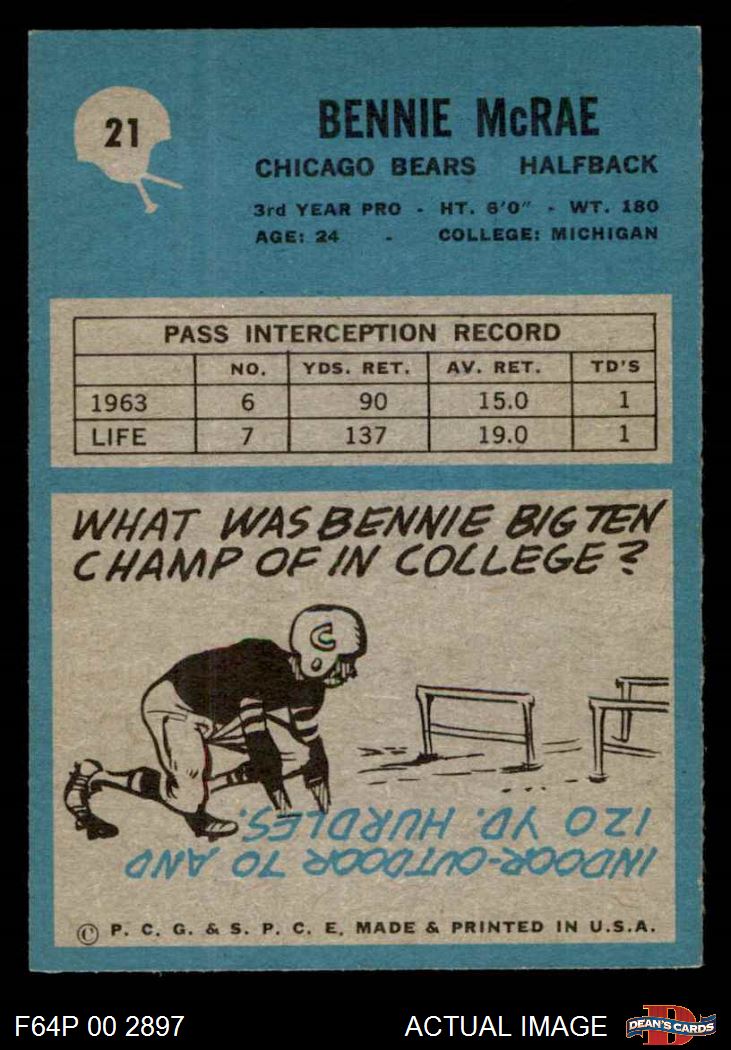 21
BENNIE McRAE
CHICAGO BEARS HALFBACK
3rd YEAR PRO - HT. 6'0" - WT. 180
AGE: 24 - COLLEGE: MICHIGAN
PASS INTERCEPTION RECORD
NO. YDS. RET. AV. RET. TD'S
1963 6 90 15.0 1
LIFE 7 137 19.0 1
WHAT WAS BENNIE BIG TEN
CHAMP OF IN COLLEGE?
C
INDOOR-OUTDOOR 70 AND
120 YD. HURDLES.
© P. C. G. & S. P. C. E. MADE & PRINTED IN U.S.A.
F64P 00 2897 ACTUAL IMAGE
D
DEAN'S CARDS